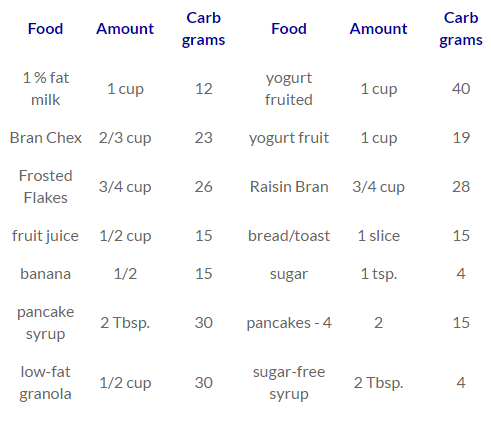 Food Amount Carb grams Food Amount Carb grams
1 % fat milk 1 cup 12 yogurt fruited 1 cup 40
Bran Chex 2/3 cup 23 yogurt fruit 1 cup 19
Frosted Flakes 3/4 cup 26 Raisin Bran 3/4 cup 28
fruit juice 1/2 cup 15 bread/toast 1 slice 15
banana 1/2 15 sugar 1 tsp. 4
pancake syrup 2 Tbsp. 30 pancakes - 4 2 15
low-fat granola 1/2 cup 30 sugar-free syrup 2 Tbsp. 4